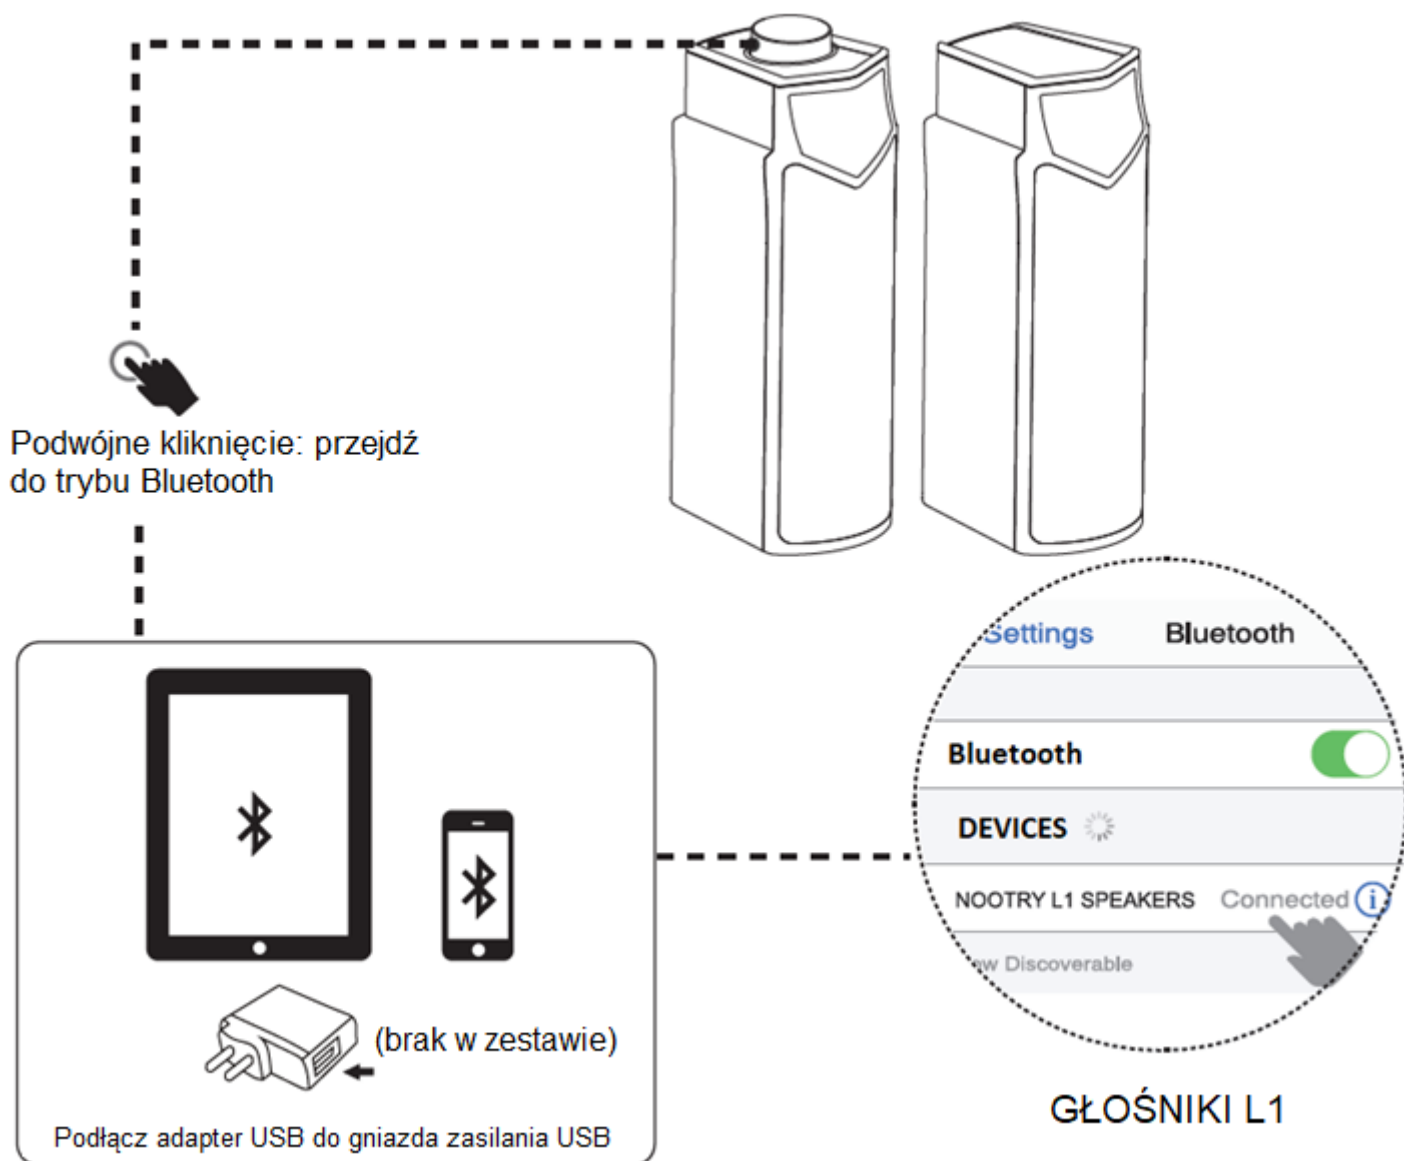 Podwójne kliknięcie: przejdź
do trybu Bluetooth
(brak w zestawie)
Podłącz adapter USB do gniazda zasilania USB
Settings Bluetooth
Bluetooth
DEVICES
NOOTRY L1 SPEAKERS Connected i
Discoverable
GŁOŚNIKI L1